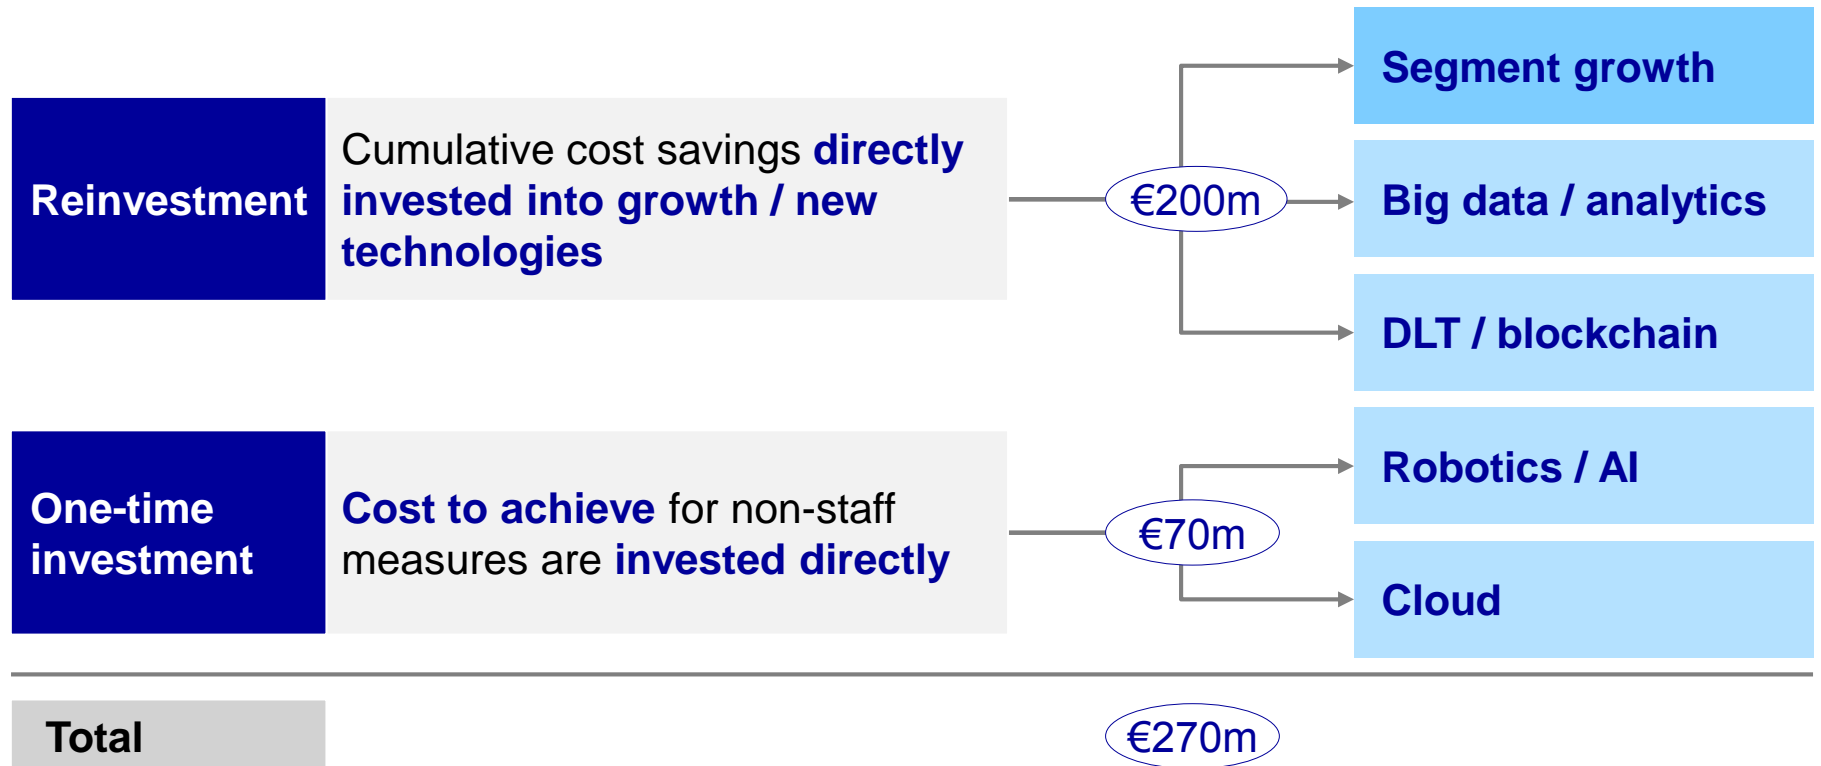 Reinvestment
Cumulative cost savings directly
invested into growth / new
technologies
€200m
Segment growth
Big data / analytics
DLT / blockchain
One-time
investment
Cost to achieve for non-staff
measures are invested directly
€70m
Robotics / AI
Cloud
Total
€270m